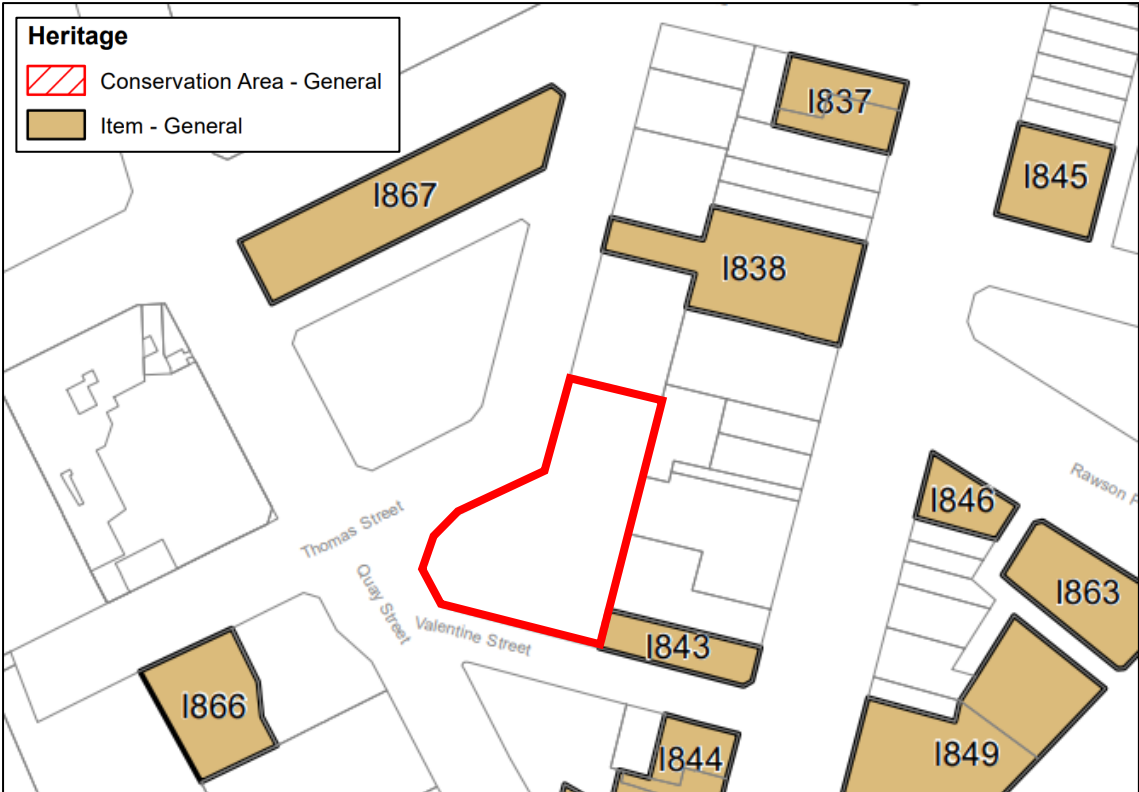 Heritage
Conservation Area - General
Item - General
I837
I867
I845
I838
I846
Rawson
Thomas Street
I863
Quay Street
Valentine Street
I843
I866
I844
I849